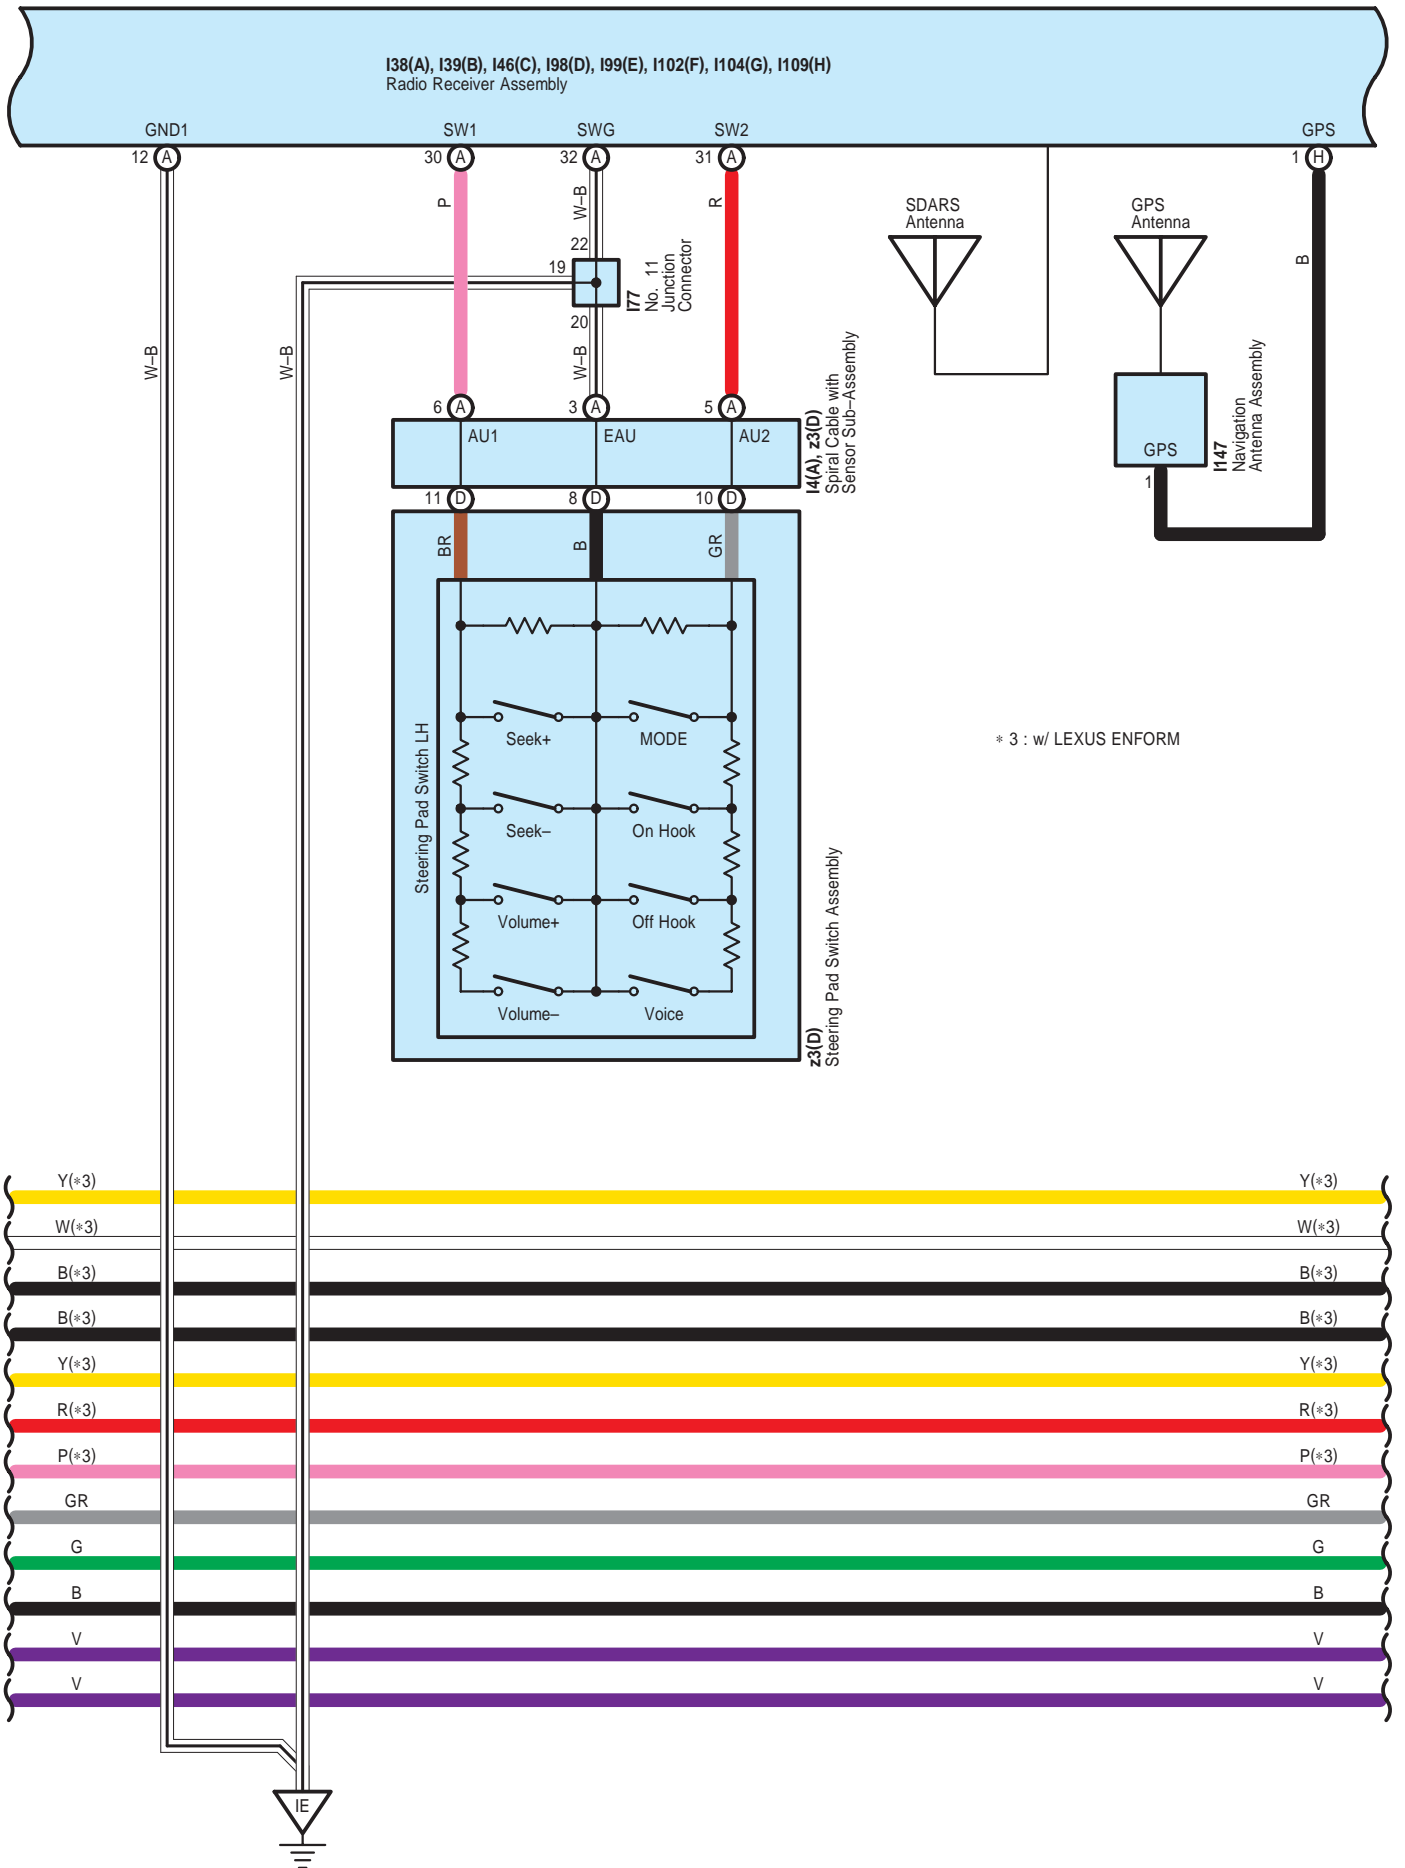 I38(A), I39(B), I46(C), I98(D), I99(E), I102(F), I104(G), I109(H)
Radio Receiver Assembly
GND1
SW1
SWG
SW2
GPS
12 A
30 A
32 A
31 A
1 H
P
W–B
R
B
SDARS
Antenna
GPS
Antenna
22
19
20
I77
No. 11
Junction
Connector
W–B
W–B
W–B
6 A
3 A
5 A
AU1
EAU
AU2
I4(A), z3(D)
Spiral Cable with
Sensor Sub–Assembly
GPS
1
I147
Navigation
Antenna Assembly
11 D
8 D
10 D
BR
B
GR
Steering Pad Switch LH
Seek+
MODE
Seek–
On Hook
Volume+
Off Hook
Volume–
Voice
z3(D)
Steering Pad Switch Assembly
∗ 3 : w/ LEXUS ENFORM
Y(∗3) Y(∗3)
W(∗3) W(∗3)
B(∗3) B(∗3)
B(∗3) B(∗3)
Y(∗3) Y(∗3)
R(∗3) R(∗3)
P(∗3) P(∗3)
GR GR
G G
B B
V V
V V
IE